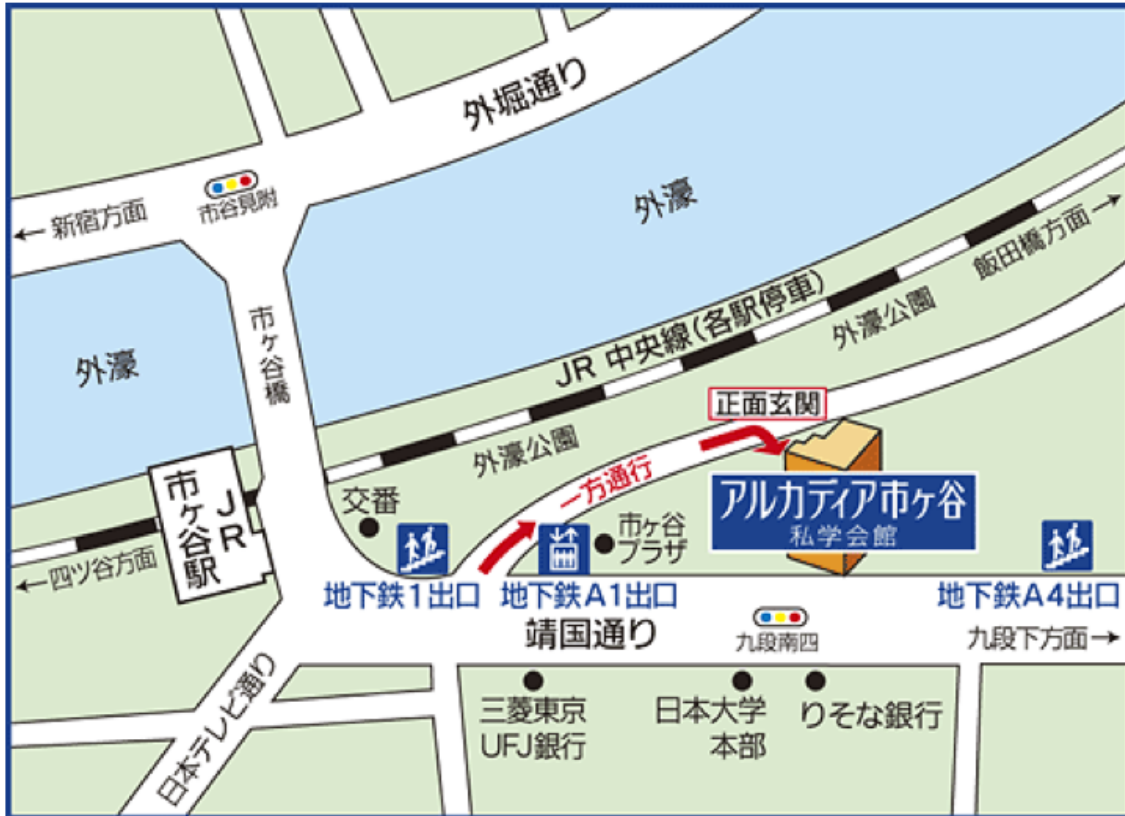 外堀通り
市谷見附
←新宿方面
外濠
市ヶ谷橋
外濠
JR 中央線(各駅停車)
飯田橋方面→
外濠公園
外濠公園
正面玄関
一方通行
アルカディア市ヶ谷
私学会館
JR
市ヶ谷駅
←四ツ谷方面
交番
市ヶ谷
プラザ
地下鉄1出口
地下鉄A1出口
地下鉄A4出口
靖国通り
九段南四
九段下方面→
日本テレビ通り
三菱東京
UFJ銀行
日本大学
本部
りそな銀行